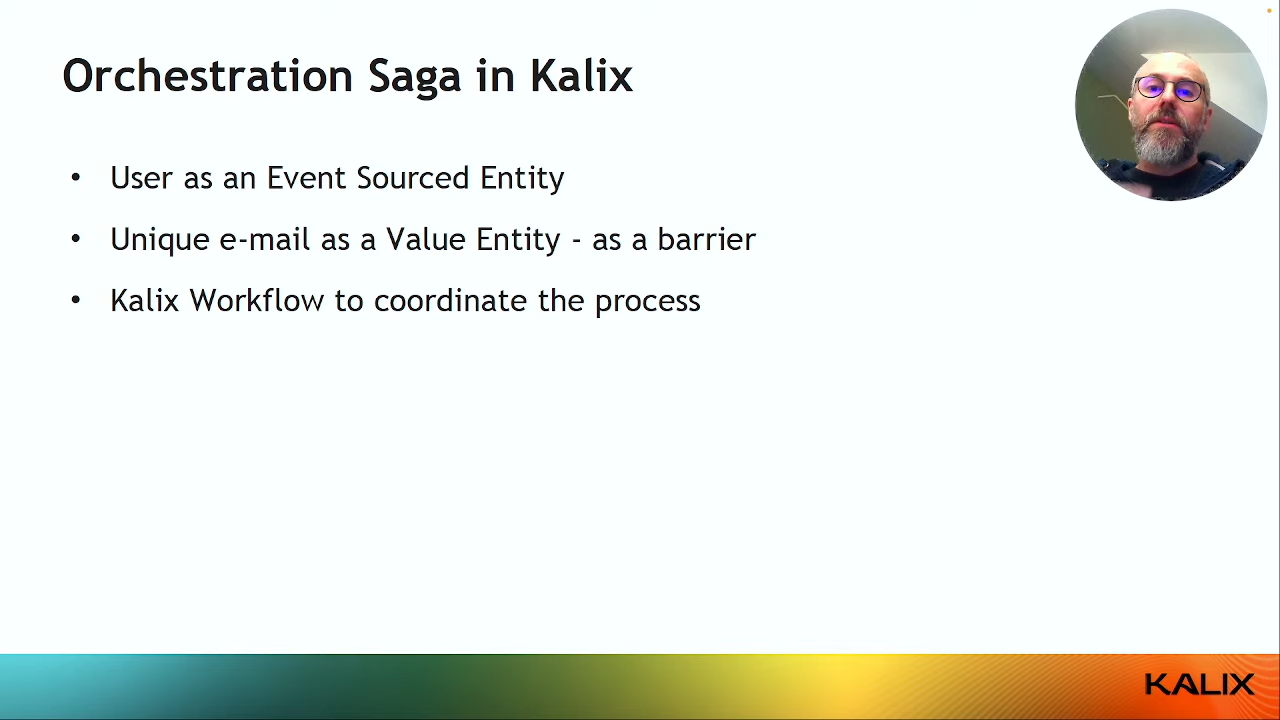 Orchestration Saga in Kalix
• User as an Event Sourced Entity
• Unique e-mail as a Value Entity - as a barrier
• Kalix Workflow to coordinate the process
KALIX